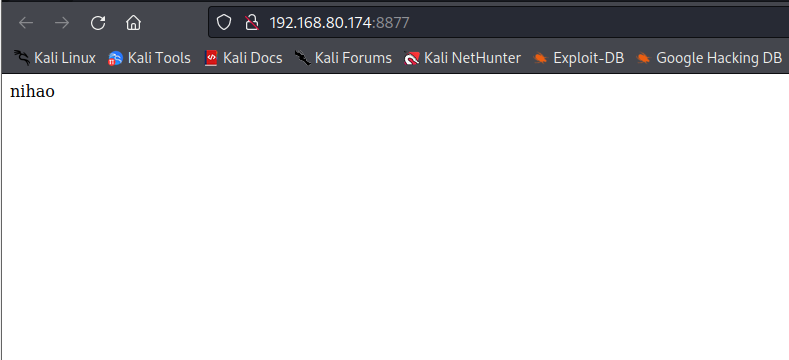 192.168.80.174:8877
Kali Linux Kali Tools Kali Docs Kali Forums Kali NetHunter Exploit-DB Google Hacking DB
nihao